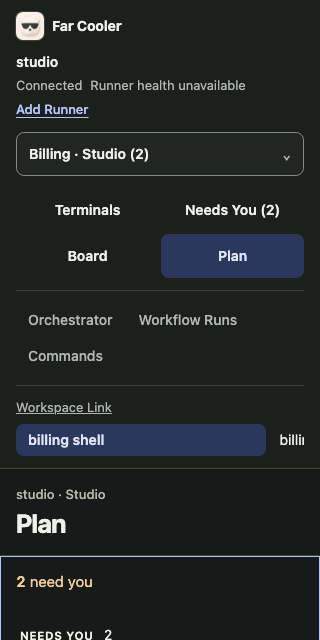 Far Cooler
studio
Connected Runner health unavailable
Add Runner
Billing · Studio (2)
Terminals Needs You (2)
Board Plan
Orchestrator Workflow Runs
Commands
Workspace Link
billing shell
studio · Studio
Plan
2 need you
NEEDS YOU 2